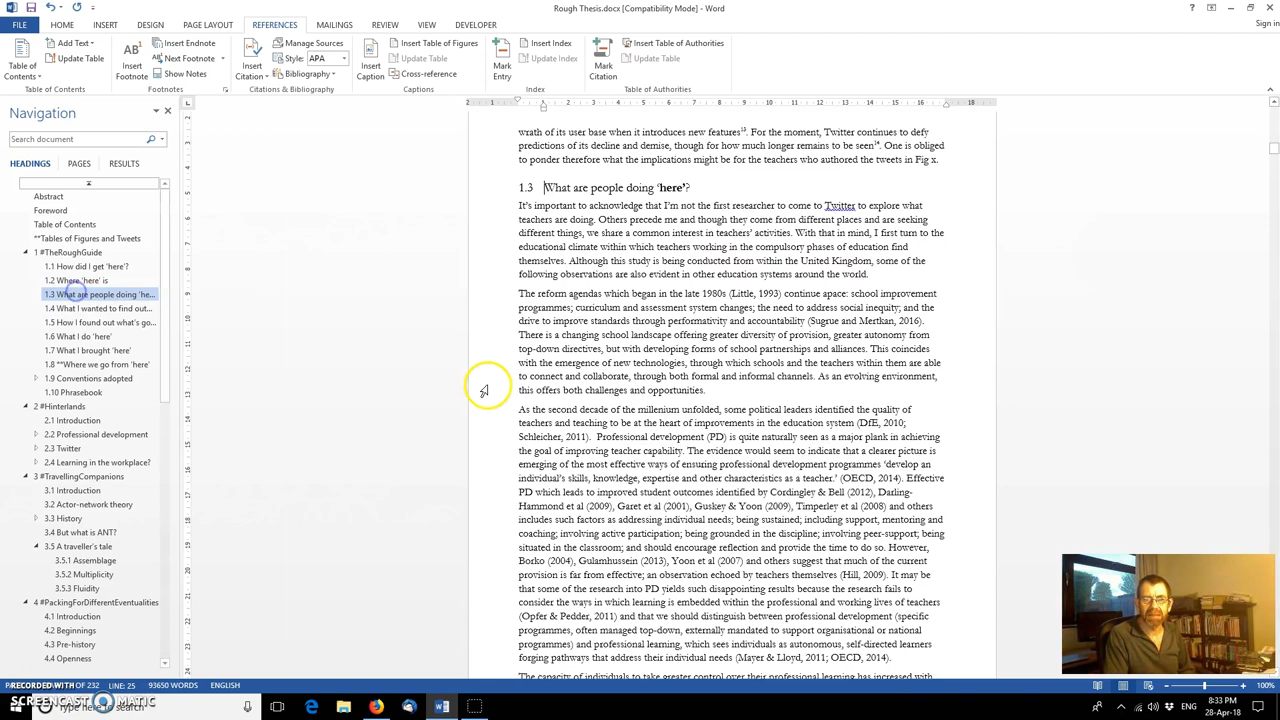 Rough Thesis.docx [Compatibility Mode] - Word
Sign in
FILE HOME INSERT DESIGN PAGE LAYOUT REFERENCES MAILINGS REVIEW VIEW DEVELOPER
Table of Contents
Add Text
Update Table
Table of Contents
Insert Footnote
Insert Endnote
Next Footnote
Show Notes
Footnotes
Insert Citation
Manage Sources
Style: APA
Bibliography
Citations & Bibliography
Insert Caption
Insert Table of Figures
Update Table
Cross-reference
Captions
Mark Entry
Insert Index
Update Index
Index
Mark Citation
Insert Table of Authorities
Update Table
Table of Authorities
Navigation
Search document
HEADINGS PAGES RESULTS
Abstract
Foreword
Table of Contents
**Tables of Figures and Tweets
1 #TheRoughGuide
1.1 How did I get 'here'?
1.2 Where 'here' is
1.3 What are people doing 'he...
1.4 What I wanted to find out...
1.5 How I found out what's go...
1.6 What I do 'here'
1.7 What I brought 'here'
1.8 **Where we go from 'here'
1.9 Conventions adopted
1.10 Phrasebook
2 #Hinterlands
2.1 Introduction
2.2 Professional development
2.3 Twitter
2.4 Learning in the workplace?
3 #TravellingCompanions
3.1 Introduction
3.2 Actor-network theory
3.3 History
3.4 But what is ANT?
3.5 A traveller's tale
3.5.1 Assemblage
3.5.2 Multiplicity
3.5.3 Fluidity
4 #PackingForDifferentEventualities
4.1 Introduction
4.2 Beginnings
4.3 Pre-history
4.4 Openness
wrath of its user base when it introduces new features13. For the moment, Twitter continues to defy
predictions of its decline and demise, though for how much longer remains to be seen14. One is obliged
to ponder therefore what the implications might be for the teachers who authored the tweets in Fig x.
1.3 What are people doing 'here'?
It's important to acknowledge that I'm not the first researcher to come to Twitter to explore what
teachers are doing. Others precede me and though they come from different places and are seeking
different things, we share a common interest in teachers' activities. With that in mind, I first turn to the
educational climate within which teachers working in the compulsory phases of education find
themselves. Although this study is being conducted from within the United Kingdom, some of the
following observations are also evident in other education systems around the world.
The reform agendas which began in the late 1980s (Little, 1993) continue apace: school improvement
programmes; curriculum and assessment system changes; the need to address social inequity; and the
drive to improve standards through performativity and accountability (Sugrue and Mertkan, 2016).
There is a changing school landscape offering greater diversity of provision, greater autonomy from
top-down directives, but with developing forms of school partnerships and alliances. This coincides
with the emergence of new technologies, through which schools and the teachers within them are able
to connect and collaborate, through both formal and informal channels. As an evolving environment,
this offers both challenges and opportunities.
As the second decade of the millenium unfolded, some political leaders identified the quality of
teachers and teaching to be at the heart of improvements in the education system (DfE, 2010;
Schleicher, 2011). Professional development (PD) is quite naturally seen as a major plank in achieving
the goal of improving teacher capability. The evidence would seem to indicate that a clearer picture is
emerging of the most effective ways of ensuring professional development programmes 'develop an
individual's skills, knowledge, expertise and other characteristics as a teacher.' (OECD, 2014). Effective
PD which leads to improved student outcomes identified by Cordingley & Bell (2012), Darling-
Hammond et al (2009), Garet et al (2001), Guskey & Yoon (2009), Timperley et al (2008) and others
includes such factors as addressing individual needs; being sustained; including support, mentoring and
coaching; involving active participation; being grounded in the discipline; involving peer-support; being
situated in the classroom; and should encourage reflection and provide the time to do so. However,
Borko (2004), Gulamhussein (2013), Yoon et al (2007) and others suggest that much of the current
provision is far from effective; an observation echoed by teachers themselves (Hill, 2009). It may be
that some of the research into PD yields such disappointing results because the research fails to
consider the ways in which learning is embedded within the professional and working lives of teachers
(Opfer & Pedder, 2011) and that we should distinguish between professional development (specific
programmes, often managed top-down, externally mandated to support organisational or national
programmes) and professional learning, which sees individuals as autonomous, self-directed learners
forging pathways that address their individual needs (Mayer & Lloyd, 2011; OECD, 2014).
The capacity of individuals to take greater control over their professional learning has increased with
OF 232 LINE: 25 93650 WORDS ENGLISH
100%
RECORDED WITH
SCREENCAST MATIC
Type here to search
8:33 PM
28-Apr-18